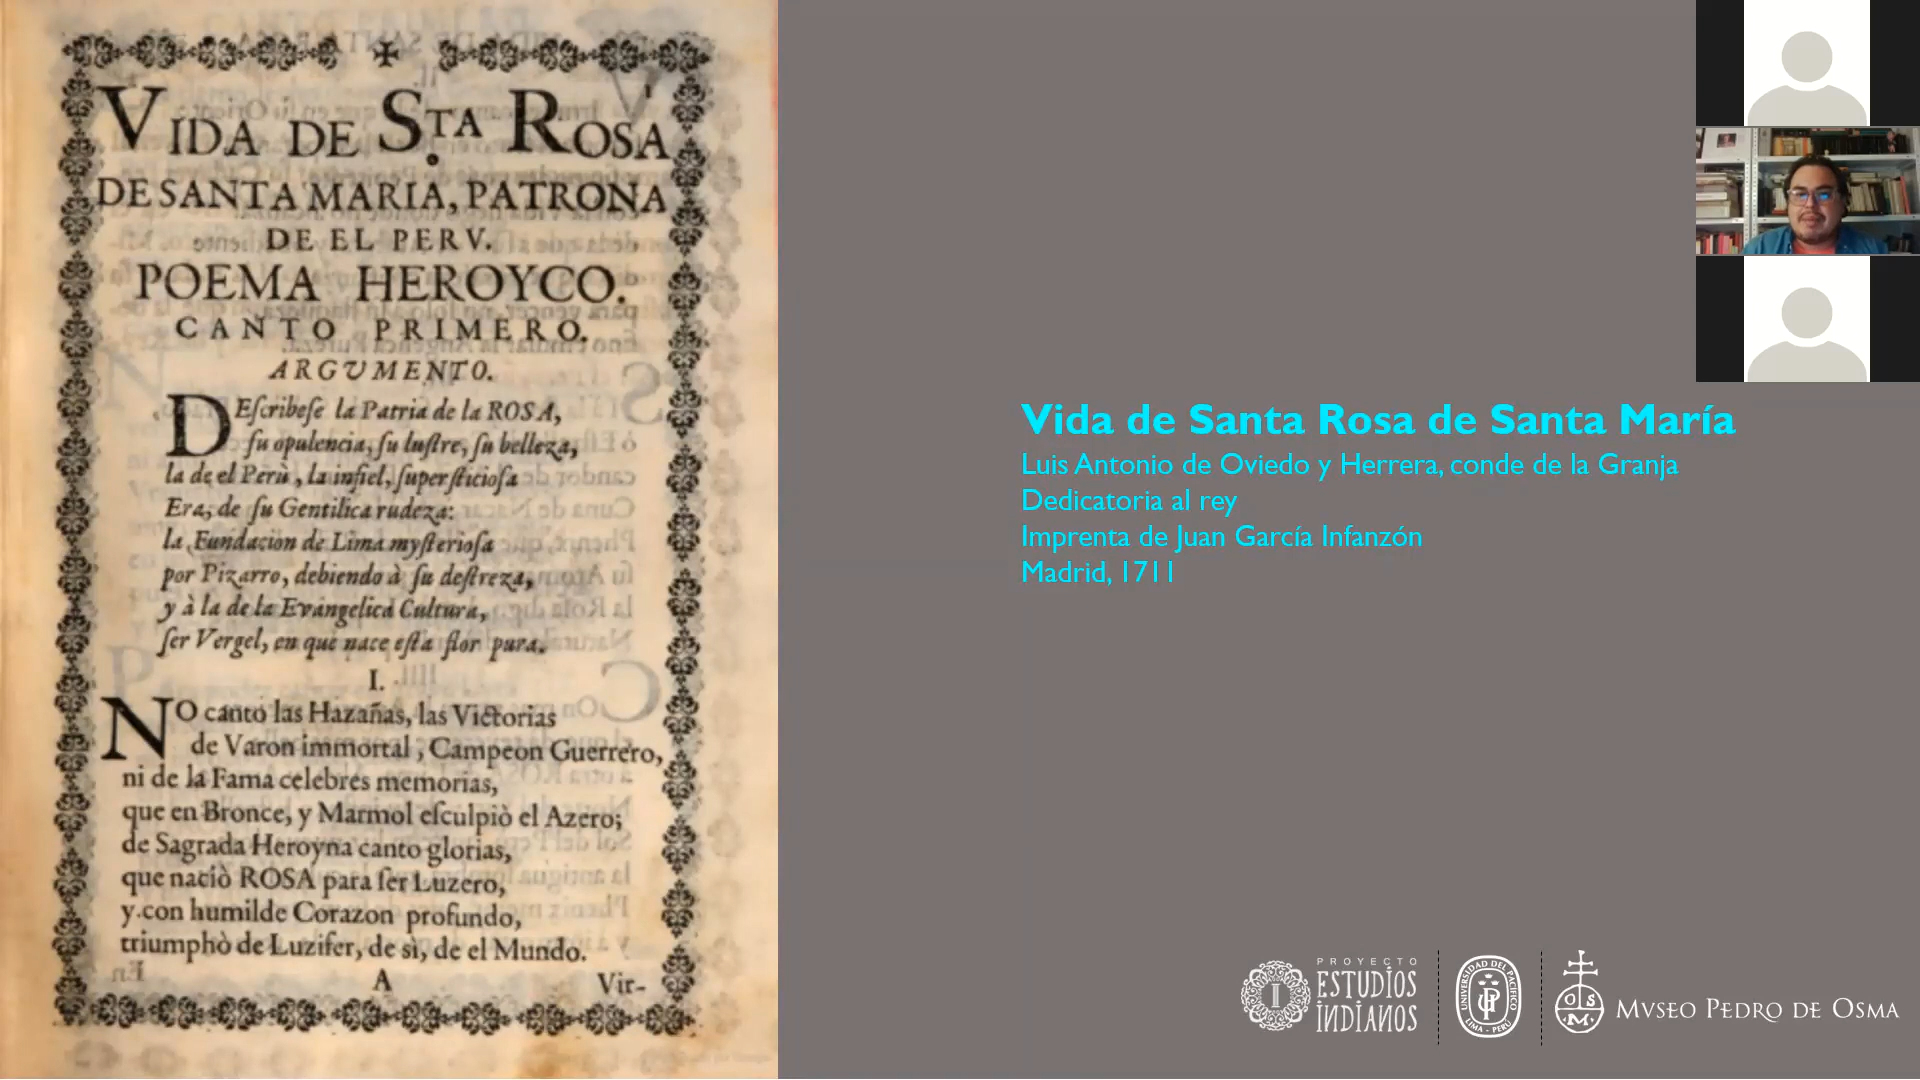 VIDA DE S.TA ROSA
DE SANTA MARIA, PATRONA
DE EL PERV.
POEMA HEROYCO.
CANTO PRIMERO.
ARGVMENTO.
DEſcribeſe la Patria de la ROSA,
ſu opulencia, ſu luſtre, ſu belleza,
la de el Perù, la infiel, ſuperſticioſa
Era, de ſu Gentilica rudeza:
la Fundacion de Lima myſterioſa
por Pizarro, debiendo à ſu deſtreza,
y à la de la Evangelica Cultura,
ſer Vergel, en que nace eſta flor pura.
I.
NO canto las Hazañas, las Victorias
de Varon immortal, Campeon Guerrero,
ni de la Fama celebres memorias,
que en Bronce, y Marmol eſculpiò el Azero;
de Sagrada Heroyna canto glorias,
que naciò ROSA para ſer Luzero,
y con humilde Corazon profundo,
triumphò de Luzifer, de sì, de el Mundo.
A Vir-
Vida de Santa Rosa de Santa María
Luis Antonio de Oviedo y Herrera, conde de la Granja
Dedicatoria al rey
Imprenta de Juan García Infanzón
Madrid, 1711
PROYECTO
ESTUDIOS
INDIANOS
UNIVERSIDAD DEL PACIFICO
UP
LIMA - PERU
OSMA
MVSEO PEDRO DE OSMA